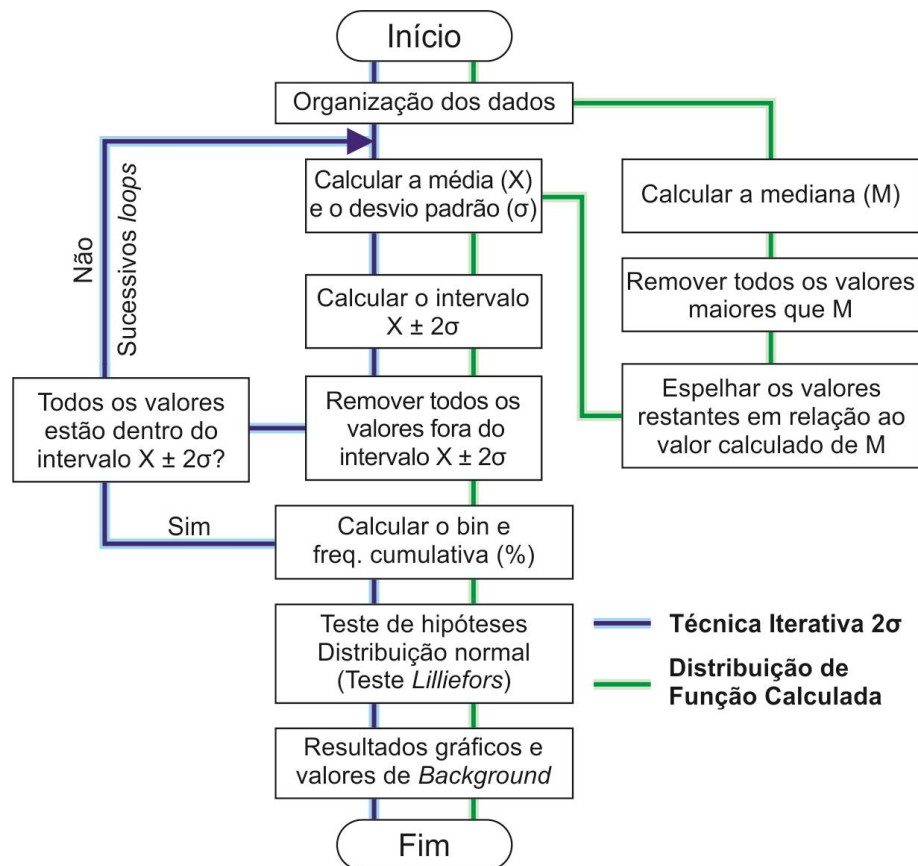 Início
Organização dos dados
Calcular a média (X)
e o desvio padrão (σ)
Calcular a mediana (M)
Não
Sucessivos loops
Calcular o intervalo
X ± 2σ
Remover todos os valores
maiores que M
Todos os valores
estão dentro do
intervalo X ± 2σ?
Remover todos os
valores fora do
intervalo X ± 2σ
Espelhar os valores
restantes em relação ao
valor calculado de M
Sim
Calcular o bin e
freq. cumulativa (%)
Teste de hipóteses
Distribuição normal
(Teste Lilliefors)
Técnica Iterativa 2σ
Distribuição de
Função Calculada
Resultados gráficos e
valores de Background
Fim